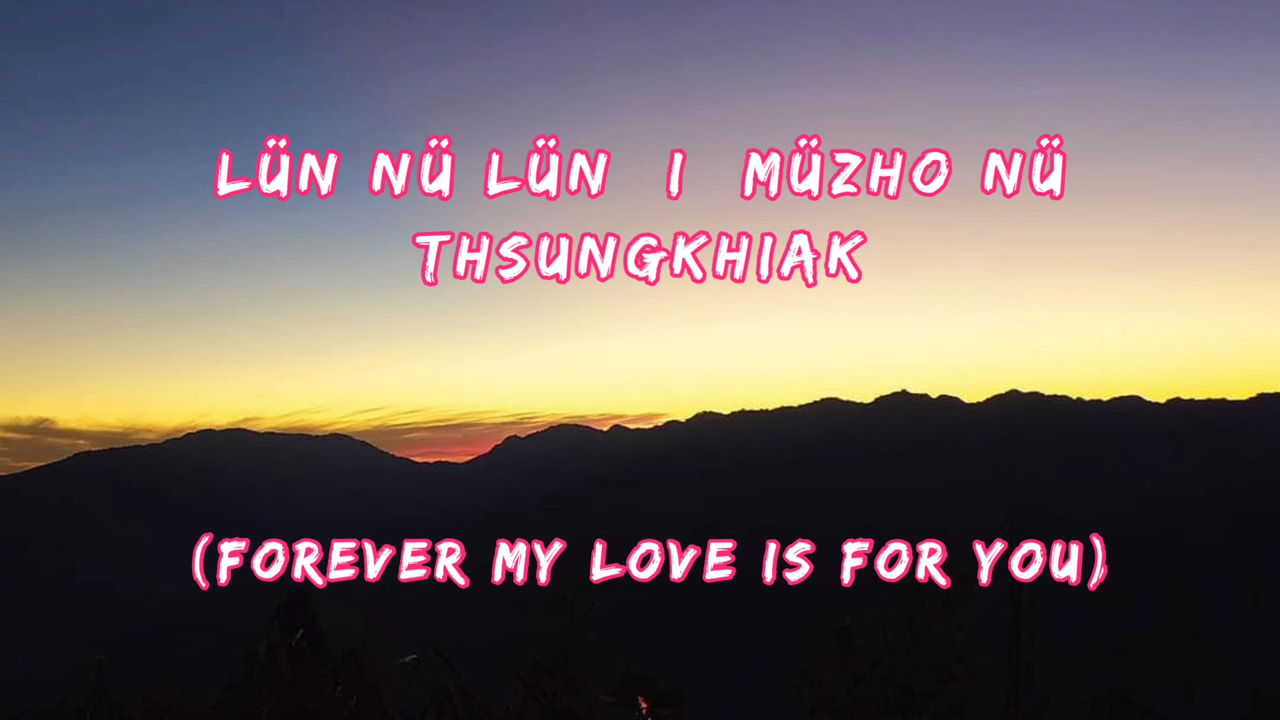 LÜN NÜ LÜN I MÜZHO NÜ
THSUNGKHIAK
(FOREVER MY LOVE IS FOR YOU)